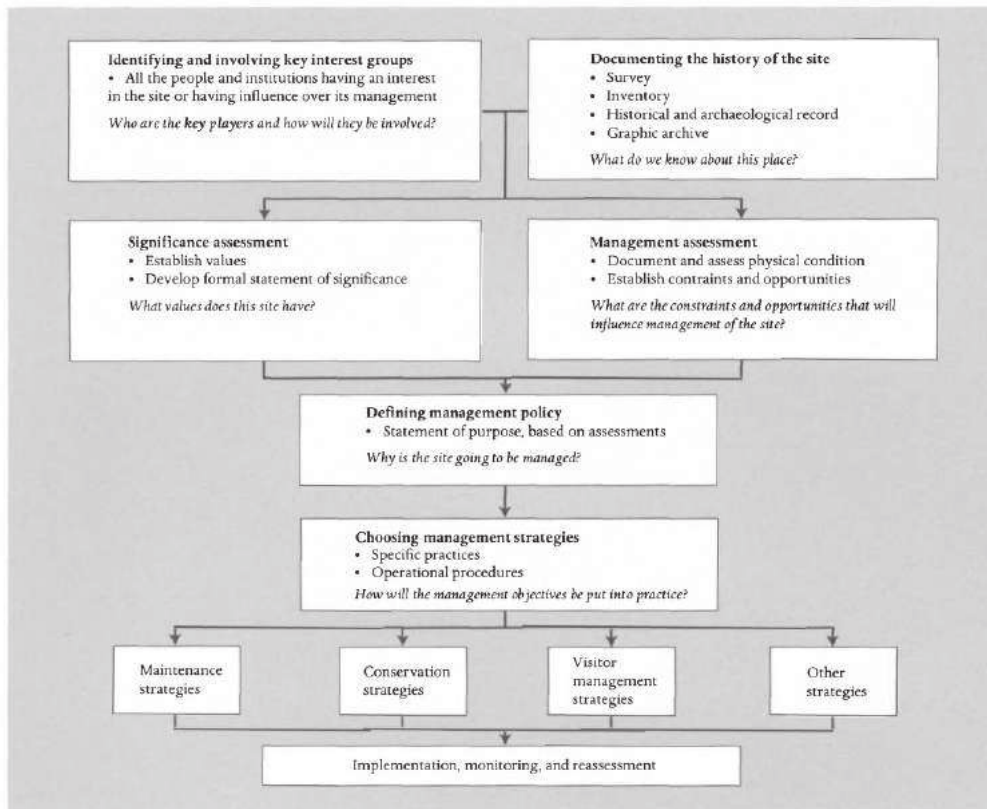 Identifying and involving key interest groups
• All the people and institutions having an interest
in the site or having influence over its management
Who are the key players and how will they be involved?
Documenting the history of the site
• Survey
• Inventory
• Historical and archaeological record
• Graphic archive
What do we know about this place?
Significance assessment
• Establish values
• Develop formal statement of significance
What values does this site have?
Management assessment
• Document and assess physical condition
• Establish contraints and opportunities
What are the constraints and opportunities that will
influence management of the site?
Defining management policy
• Statement of purpose, based on assessments
Why is the site going to be managed?
Choosing management strategies
• Specific practices
• Operational procedures
How will the management objectives be put into practice?
Maintenance
strategies
Conservation
strategies
Visitor
management
strategies
Other
strategies
Implementation, monitoring, and reassessment